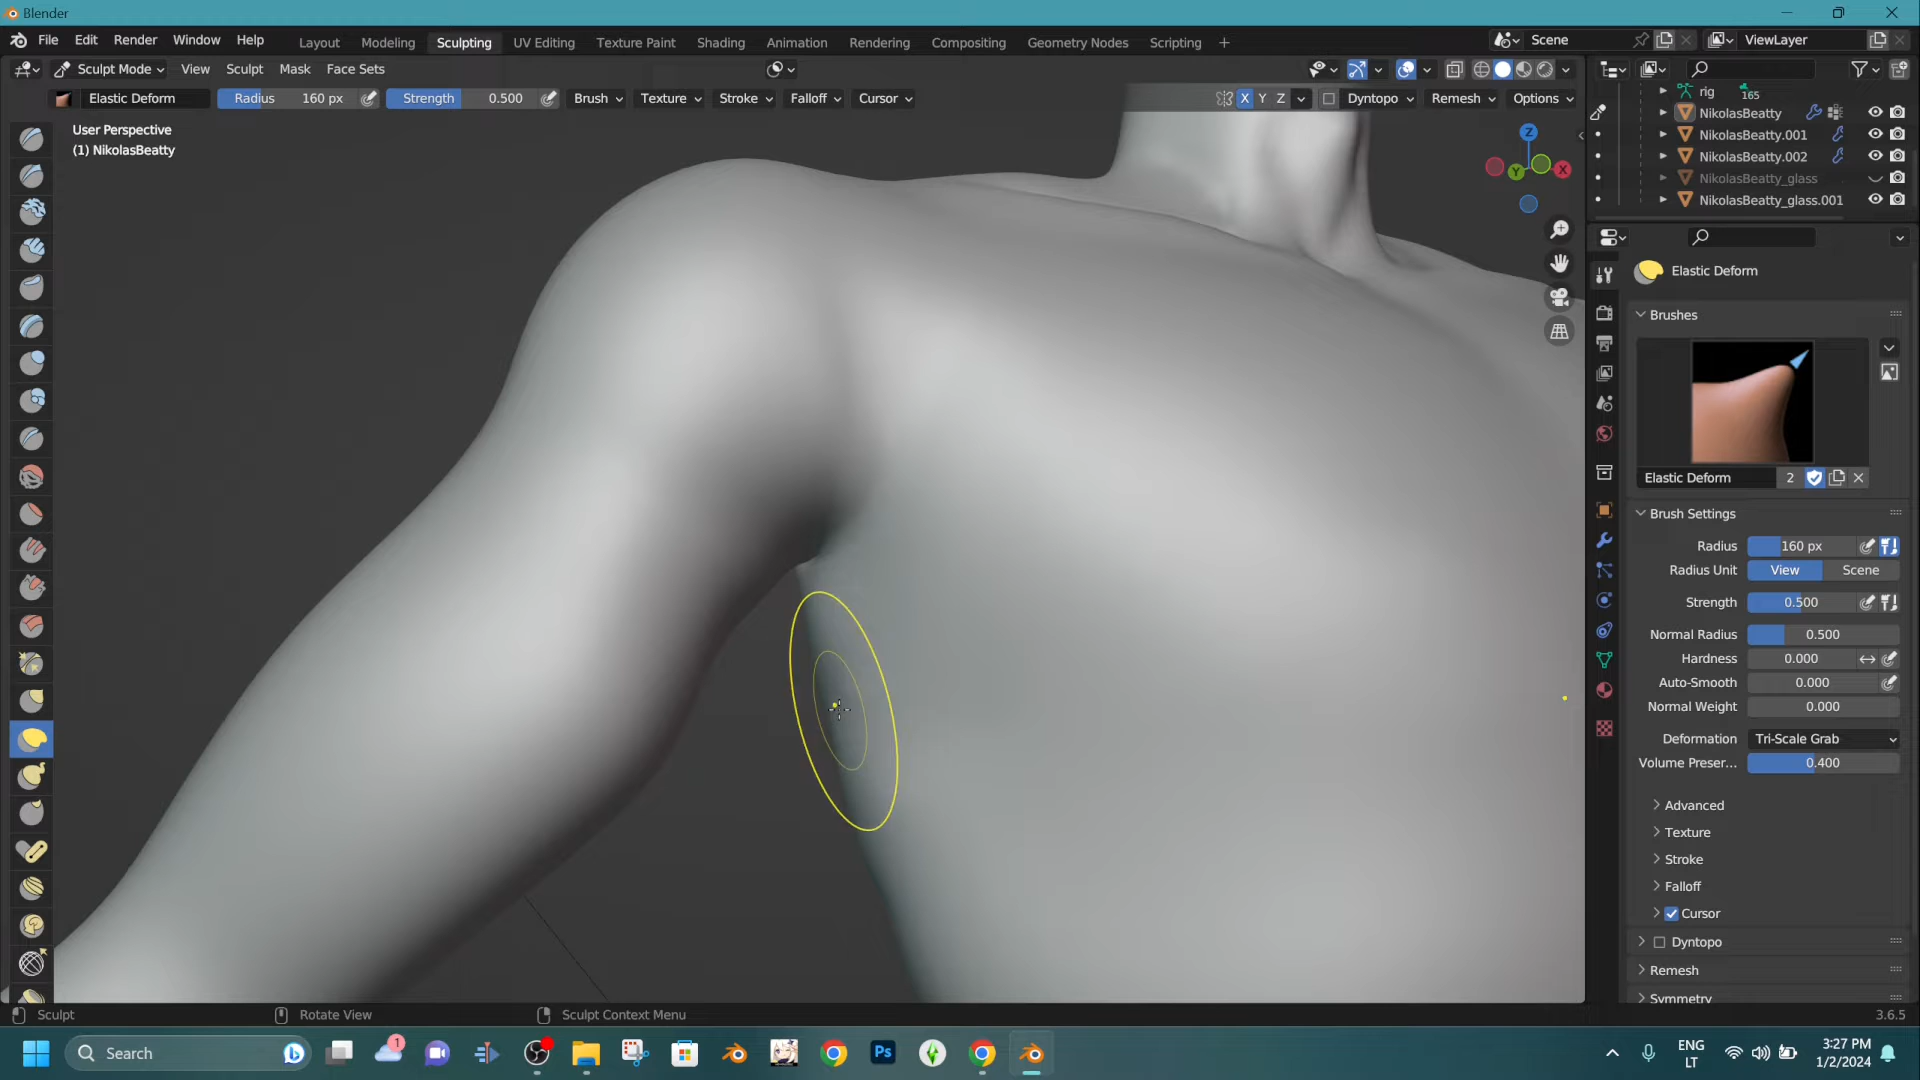 Blender
File Edit Render Window Help Layout Modeling Sculpting UV Editing Texture Paint Shading Animation Rendering Compositing Geometry Nodes Scripting + Scene ViewLayer
Sculpt Mode View Sculpt Mask Face Sets
Elastic Deform Radius 160 px Strength 0.500 Brush Texture Stroke Falloff Cursor X Y Z Dyntopo Remesh Options
User Perspective
(1) NikolasBeatty
Z
Y
X
rig 165
NikolasBeatty
NikolasBeatty.001
NikolasBeatty.002
NikolasBeatty_glass
NikolasBeatty_glass.001
Elastic Deform
Brushes
Elastic Deform 2
Brush Settings
Radius 160 px
Radius Unit View Scene
Strength 0.500
Normal Radius 0.500
Hardness 0.000
Auto-Smooth 0.000
Normal Weight 0.000
Deformation Tri-Scale Grab
Volume Preser... 0.400
Advanced
Texture
Stroke
Falloff
Cursor
Dyntopo
Remesh
Symmetry
Sculpt Rotate View Sculpt Context Menu 3.6.5
Search 1 Ps ENG 3:27 PM
LT 1/2/2024